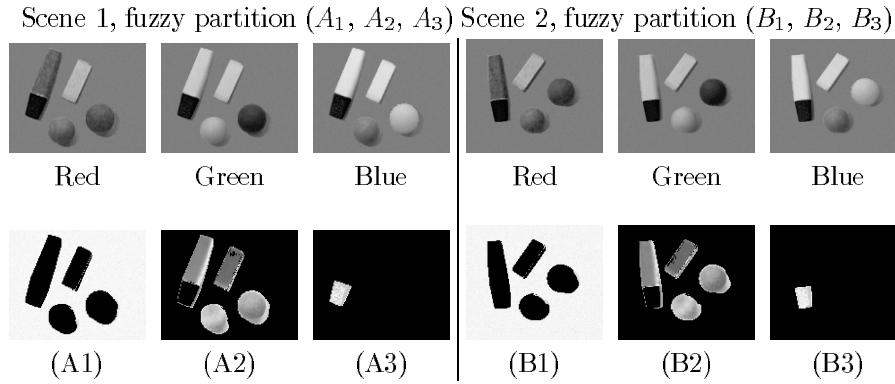 Scene 1, fuzzy partition (A₁, A₂, A₃) Scene 2, fuzzy partition (B₁, B₂, B₃)
Red Green Blue Red Green Blue
(A1) (A2) (A3) (B1) (B2) (B3)